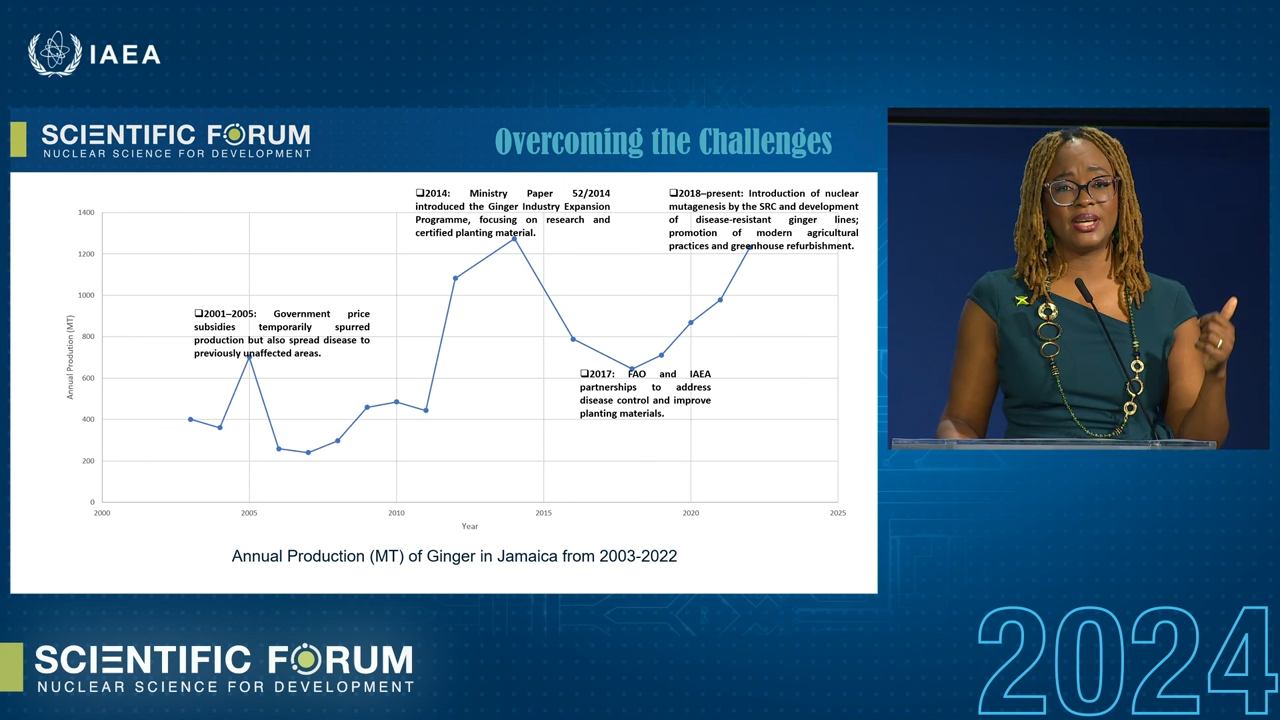 IAEA
SCIENTIFIC FORUM
NUCLEAR SCIENCE FOR DEVELOPMENT
Overcoming the Challenges
❑2014: Ministry Paper 52/2014
introduced the Ginger Industry Expansion
Programme, focusing on research and
certified planting material.
❑2018–present: Introduction of nuclear
mutagenesis by the SRC and development
of disease-resistant ginger lines;
promotion of modern agricultural
practices and greenhouse refurbishment.
❑2001–2005: Government price
subsidies temporarily spurred
production but also spread disease to
previously unaffected areas.
❑2017: FAO and IAEA
partnerships to address
disease control and improve
planting materials.
Annual Prodution (MT)
1400
1200
1000
800
600
400
200
0
2000 2005 2010 2015 2020 2025
Year
Annual Production (MT) of Ginger in Jamaica from 2003-2022
SCIENTIFIC FORUM
NUCLEAR SCIENCE FOR DEVELOPMENT
2024